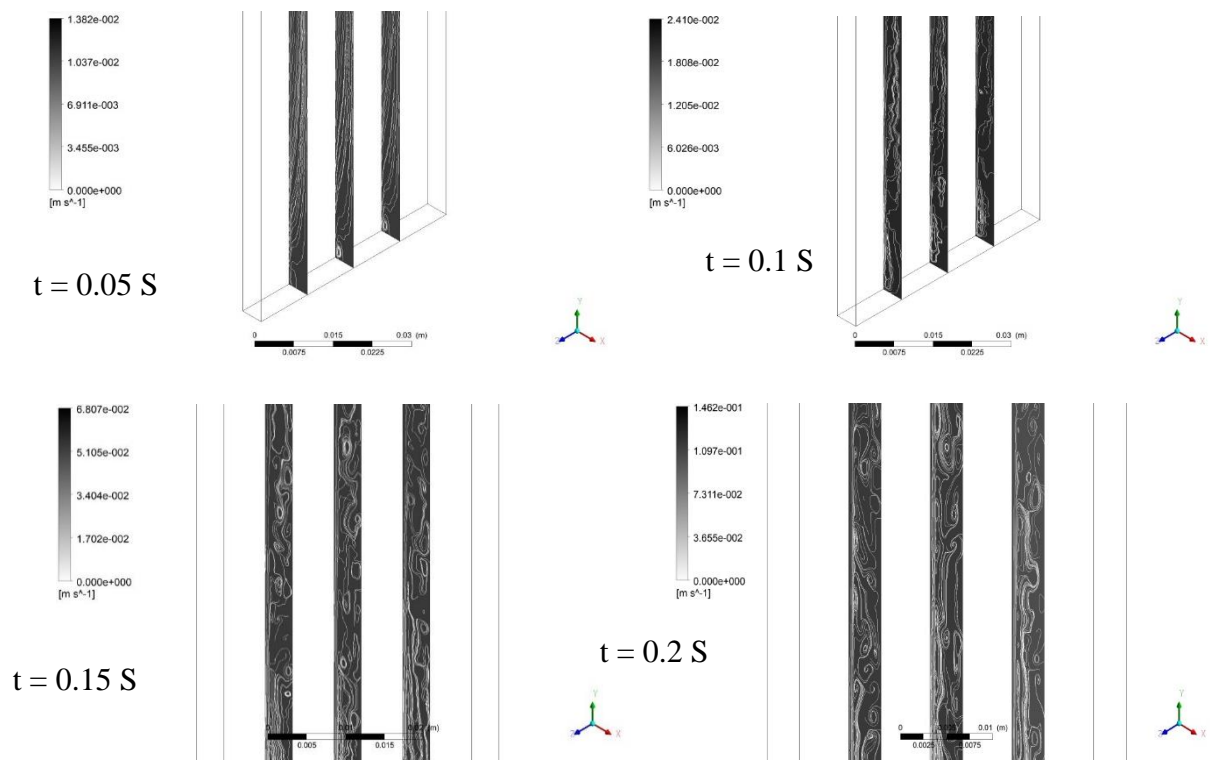 1.382e-002
1.037e-002
6.911e-003
3.455e-003
0.000e+000
[m s^-1]
t = 0.05 S
0 0.015 0.03 (m)
0.0075 0.0225
Y
Z X
2.410e-002
1.808e-002
1.205e-002
6.026e-003
0.000e+000
[m s^-1]
t = 0.1 S
0 0.015 0.03 (m)
0.0075 0.0225
Y
Z X
6.807e-002
5.105e-002
3.404e-002
1.702e-002
0.000e+000
[m s^-1]
t = 0.15 S
(m)
0.005 0.015
Y
Z X
1.462e-001
1.097e-001
7.311e-002
3.655e-002
0.000e+000
[m s^-1]
t = 0.2 S
0 0.01 (m)
0.0025 0.0075
Y
Z X